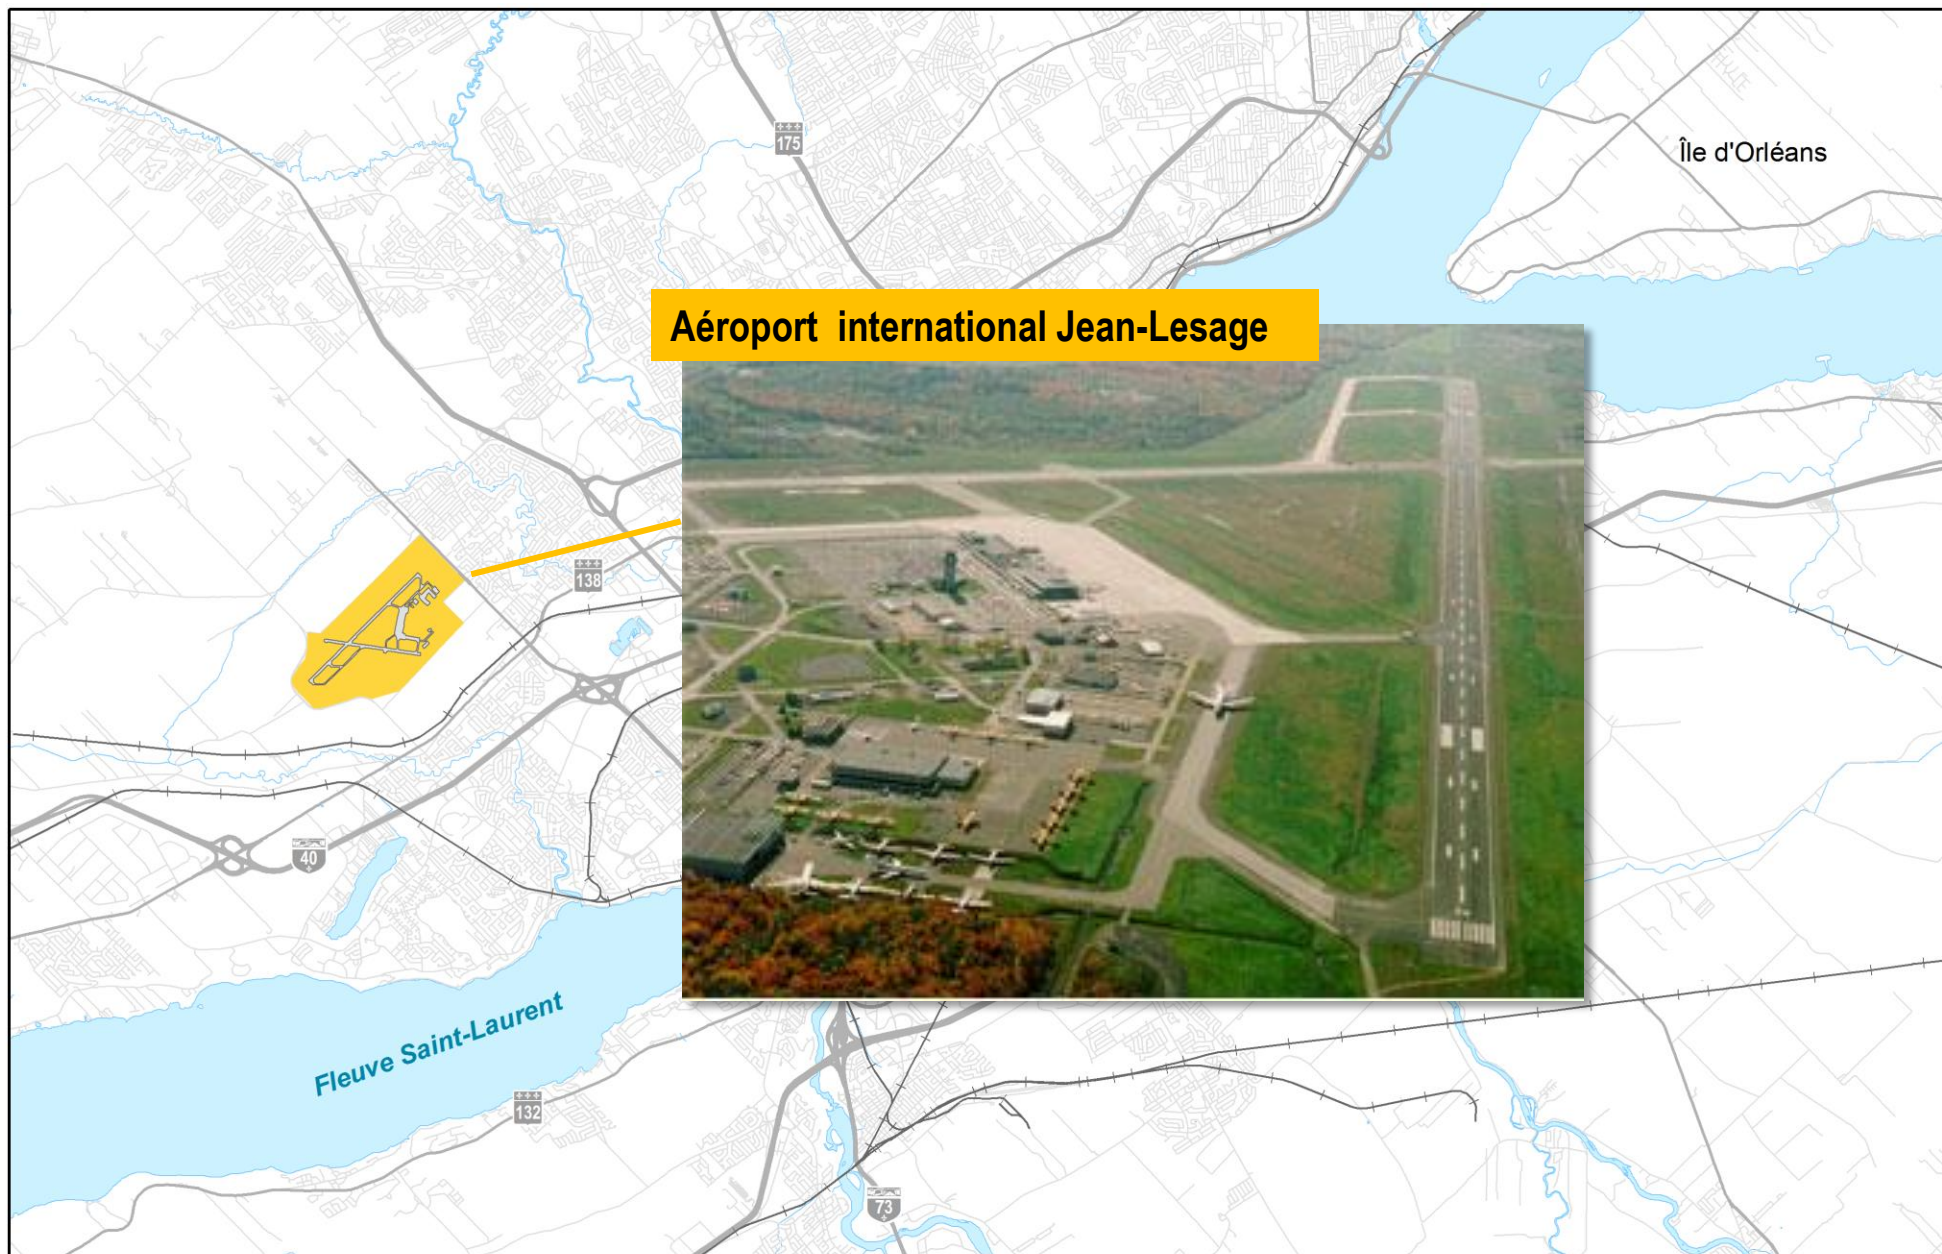 175
Île d'Orléans
Aéroport international Jean-Lesage
138
40
Fleuve Saint-Laurent
132
73